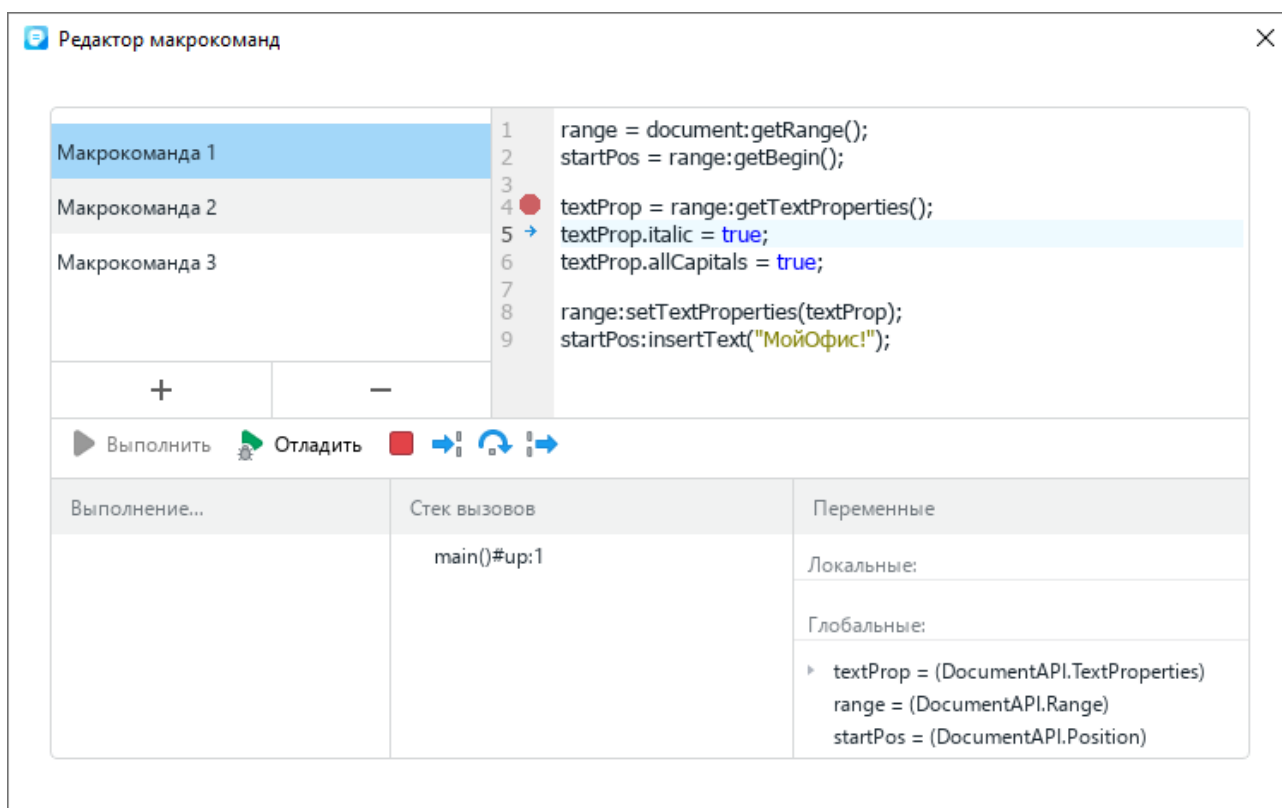 Редактор макрокоманд
Макрокоманда 1
Макрокоманда 2
Макрокоманда 3
1 range = document:getRange();
2 startPos = range:getBegin();
3
4 textProp = range:getTextProperties();
5 textProp.italic = true;
6 textProp.allCapitals = true;
7
8 range:setTextProperties(textProp);
9 startPos:insertText("МойОфис!");
+ −
Выполнить Отладить
Выполнение...
Стек вызовов
main()#up:1
Переменные
Локальные:
Глобальные:
textProp = (DocumentAPI.TextProperties)
range = (DocumentAPI.Range)
startPos = (DocumentAPI.Position)